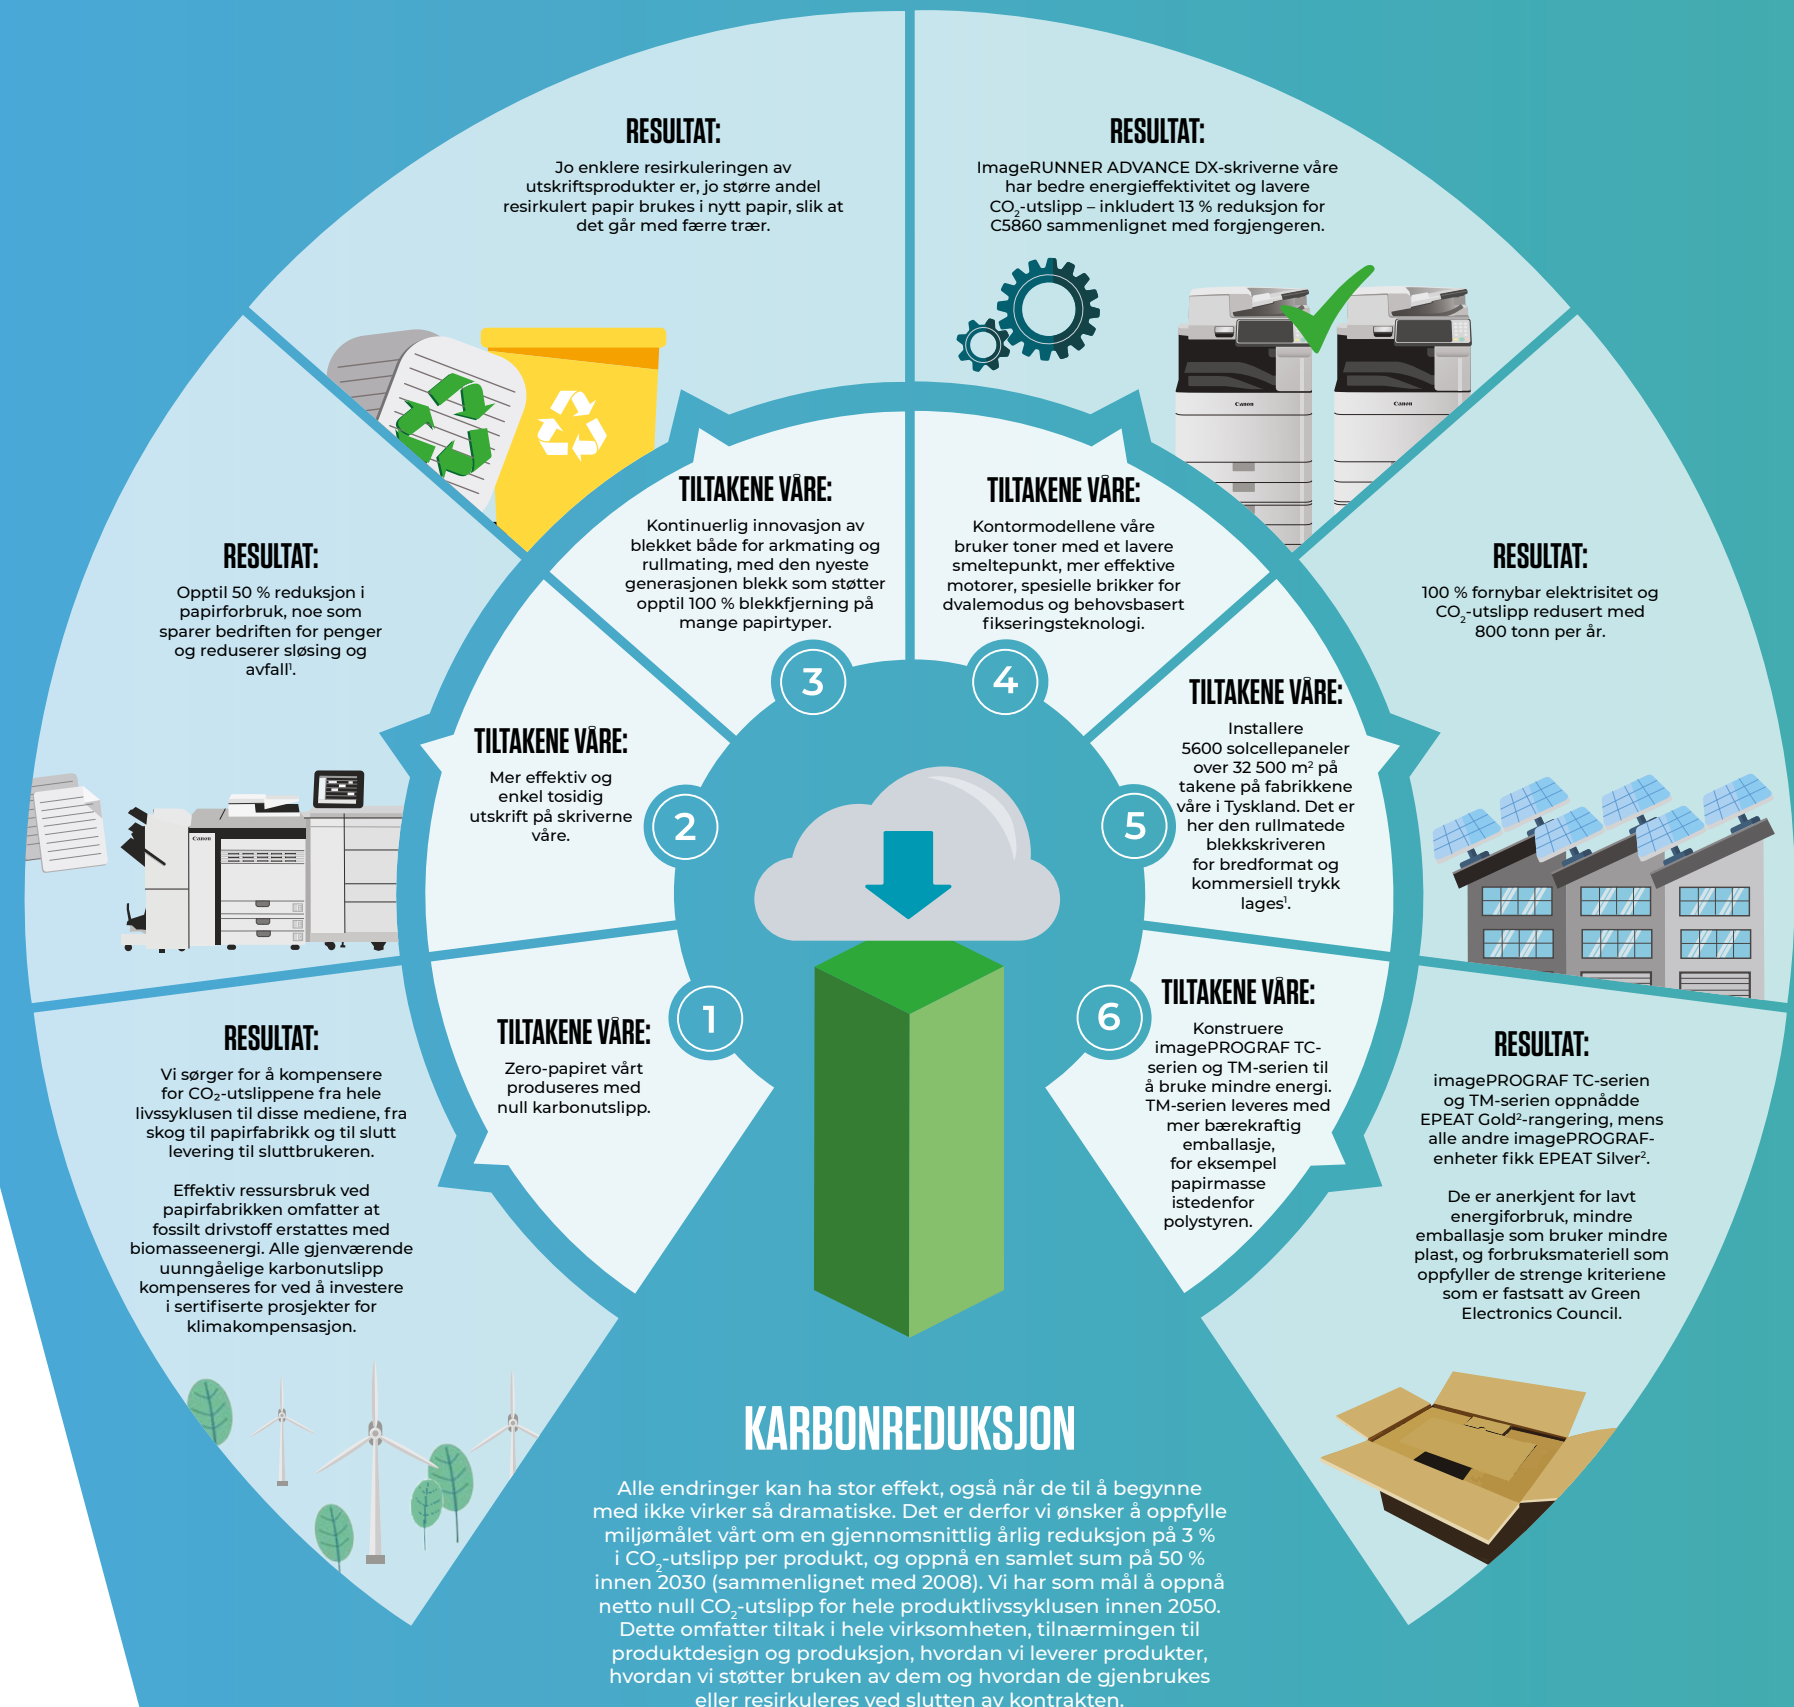 RESULTAT:
Jo enklere resirkuleringen av
utskriftsprodukter er, jo større andel
resirkulert papir brukes i nytt papir, slik at
det går med færre trær.
RESULTAT:
ImageRUNNER ADVANCE DX-skriverne våre
har bedre energieffektivitet og lavere
CO₂-utslipp – inkludert 13 % reduksjon for
C5860 sammenlignet med forgjengeren.
Canon
Canon
TILTAKENE VÅRE:
Kontinuerlig innovasjon av
blekket både for arkmating og
rullmating, med den nyeste
generasjonen blekk som støtter
opptil 100 % blekkfjerning på
mange papirtyper.
3
TILTAKENE VÅRE:
Kontormodellene våre
bruker toner med et lavere
smeltepunkt, mer effektive
motorer, spesielle brikker for
dvalemodus og behovsbasert
fikseringsteknologi.
4
RESULTAT:
Opptil 50 % reduksjon i
papirforbruk, noe som
sparer bedriften for penger
og reduserer sløsing og
avfall¹.
Canon
TILTAKENE VÅRE:
Mer effektiv og
enkel tosidig
utskrift på skriverne
våre.
2
TILTAKENE VÅRE:
Installere
5600 solcellepaneler
over 32 500 m² på
takene på fabrikkene
våre i Tyskland. Det er
her den rullmatede
blekkskriveren
for bredformat og
kommersiell trykk
lages¹.
5
RESULTAT:
100 % fornybar elektrisitet og
CO₂-utslipp redusert med
800 tonn per år.
RESULTAT:
Vi sørger for å kompensere
for CO₂-utslippene fra hele
livssyklusen til disse mediene, fra
skog til papirfabrikk og til slutt
levering til sluttbrukeren.
Effektiv ressursbruk ved
papirfabrikken omfatter at
fossilt drivstoff erstattes med
biomasseenergi. Alle gjenværende
uunngåelige karbonutslipp
kompenseres for ved å investere
i sertifiserte prosjekter for
klimakompensasjon.
TILTAKENE VÅRE:
Zero-papiret vårt
produseres med
null karbonutslipp.
1
TILTAKENE VÅRE:
Konstruere
imagePROGRAF TC-
serien og TM-serien til
å bruke mindre energi.
TM-serien leveres med
mer bærekraftig
emballasje,
for eksempel
papirmasse
istedenfor
polystyren.
6
RESULTAT:
imagePROGRAF TC-serien
og TM-serien oppnådde
EPEAT Gold²-rangering, mens
alle andre imagePROGRAF-
enheter fikk EPEAT Silver².
De er anerkjent for lavt
energiforbruk, mindre
emballasje som bruker mindre
plast, og forbruksmateriell som
oppfyller de strenge kriteriene
som er fastsatt av Green
Electronics Council.
KARBONREDUKSJON
Alle endringer kan ha stor effekt, også når de til å begynne
med ikke virker så dramatiske. Det er derfor vi ønsker å oppfylle
miljømålet vårt om en gjennomsnittlig årlig reduksjon på 3 %
i CO₂-utslipp per produkt, og oppnå en samlet sum på 50 %
innen 2030 (sammenlignet med 2008). Vi har som mål å oppnå
netto null CO₂-utslipp for hele produktlivssyklusen innen 2050.
Dette omfatter tiltak i hele virksomheten, tilnærmingen til
produktdesign og produksjon, hvordan vi leverer produkter,
hvordan vi støtter bruken av dem og hvordan de gjenbrukes
eller resirkuleres ved slutten av kontrakten.